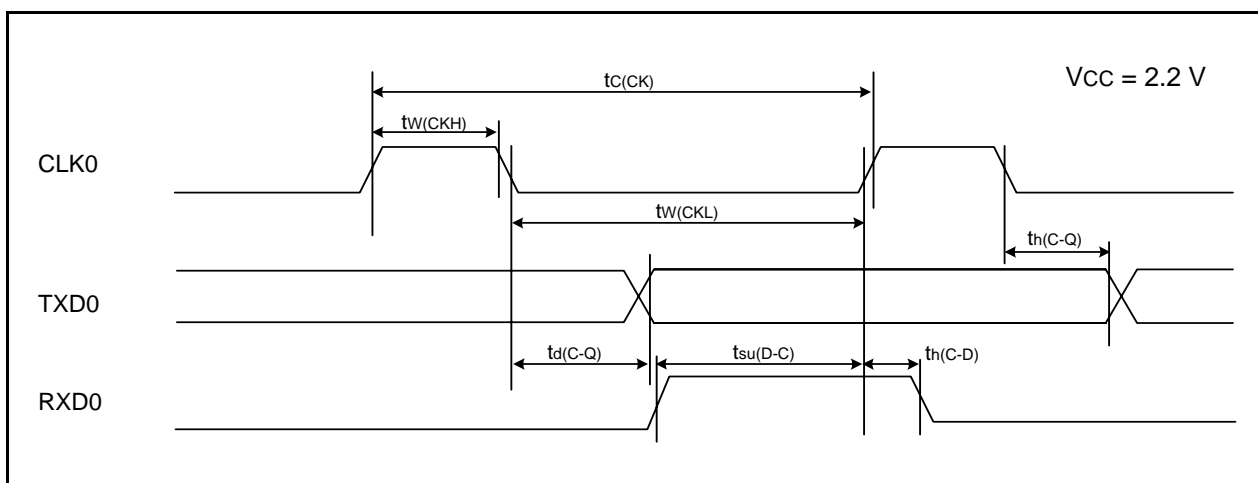 tC(CK)
VCC = 2.2 V
tW(CKH)
CLK0
tW(CKL)
th(C-Q)
TXD0
td(C-Q)
tsu(D-C)
th(C-D)
RXD0